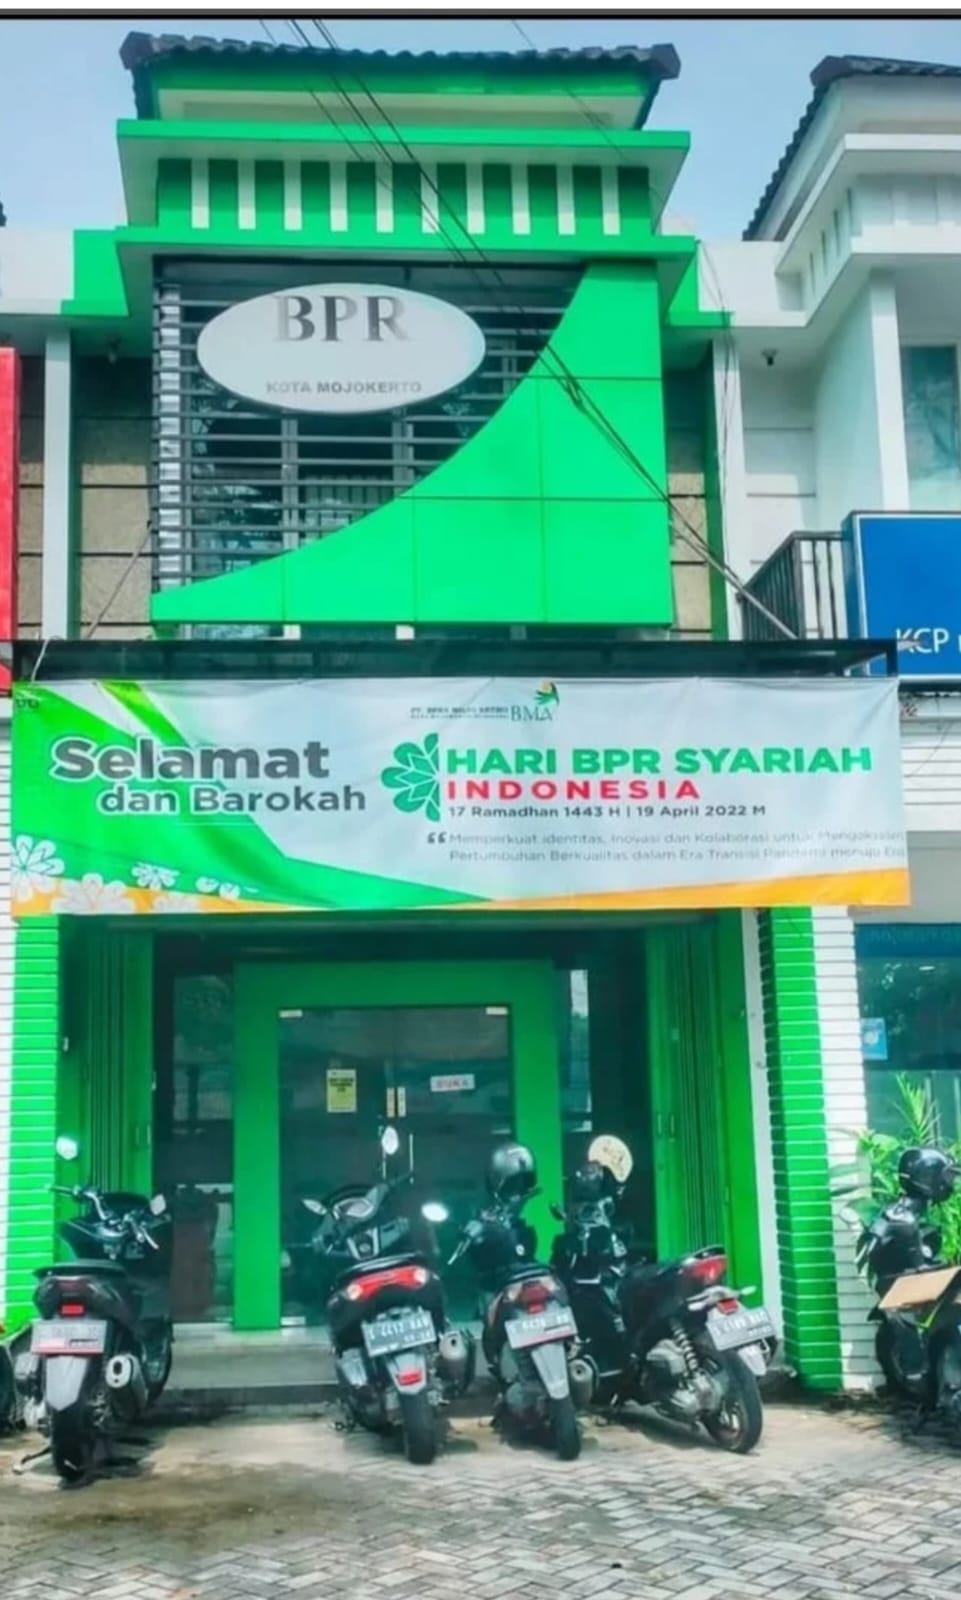 BPR
KOTA MOJOKERTO
KCP
BMA
Selamat
dan Barokah
HARI BPR SYARIAH
INDONESIA
17 Ramadhan 1443 H | 19 April 2022 M
“Memperkuat identitas, Inovasi dan Kolaborasi untuk
Pertumbuhan Berkualitas dalam Era Transisi Pandemi menuju
BUKA